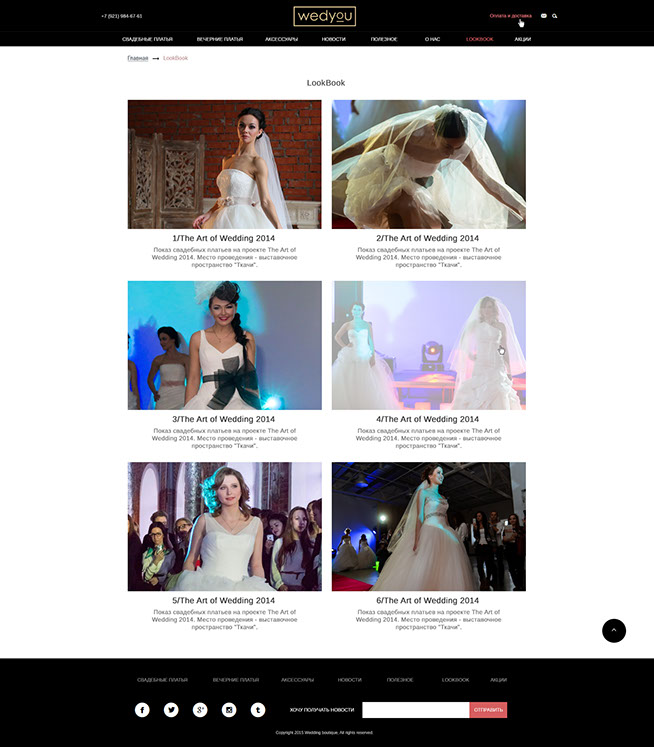 +7 (921) 984-67-61
wedyou
Оплата и доставка
СВАДЕБНЫЕ ПЛАТЬЯ ВЕЧЕРНИЕ ПЛАТЬЯ АКСЕССУАРЫ НОВОСТИ ПОЛЕЗНОЕ О НАС LOOKBOOK АКЦИИ
Главная LookBook
LookBook
1/The Art of Wedding 2014
Показ свадебных платьев на проекте The Art of
Wedding 2014. Место проведения - выставочное
пространство "Ткачи".
2/The Art of Wedding 2014
Показ свадебных платьев на проекте The Art of
Wedding 2014. Место проведения - выставочное
пространство "Ткачи".
3/The Art of Wedding 2014
Показ свадебных платьев на проекте The Art of
Wedding 2014. Место проведения - выставочное
пространство "Ткачи".
4/The Art of Wedding 2014
Показ свадебных платьев на проекте The Art of
Wedding 2014. Место проведения - выставочное
пространство "Ткачи".
5/The Art of Wedding 2014
Показ свадебных платьев на проекте The Art of
Wedding 2014. Место проведения - выставочное
пространство "Ткачи".
6/The Art of Wedding 2014
Показ свадебных платьев на проекте The Art of
Wedding 2014. Место проведения - выставочное
пространство "Ткачи".
СВАДЕБНЫЕ ПЛАТЬЯ ВЕЧЕРНИЕ ПЛАТЬЯ АКСЕССУАРЫ НОВОСТИ ПОЛЕЗНОЕ LOOKBOOK АКЦИИ
ХОЧУ ПОЛУЧАТЬ НОВОСТИ ОТПРАВИТЬ
Copyright 2015 Wedding boutique, All rights reserved.